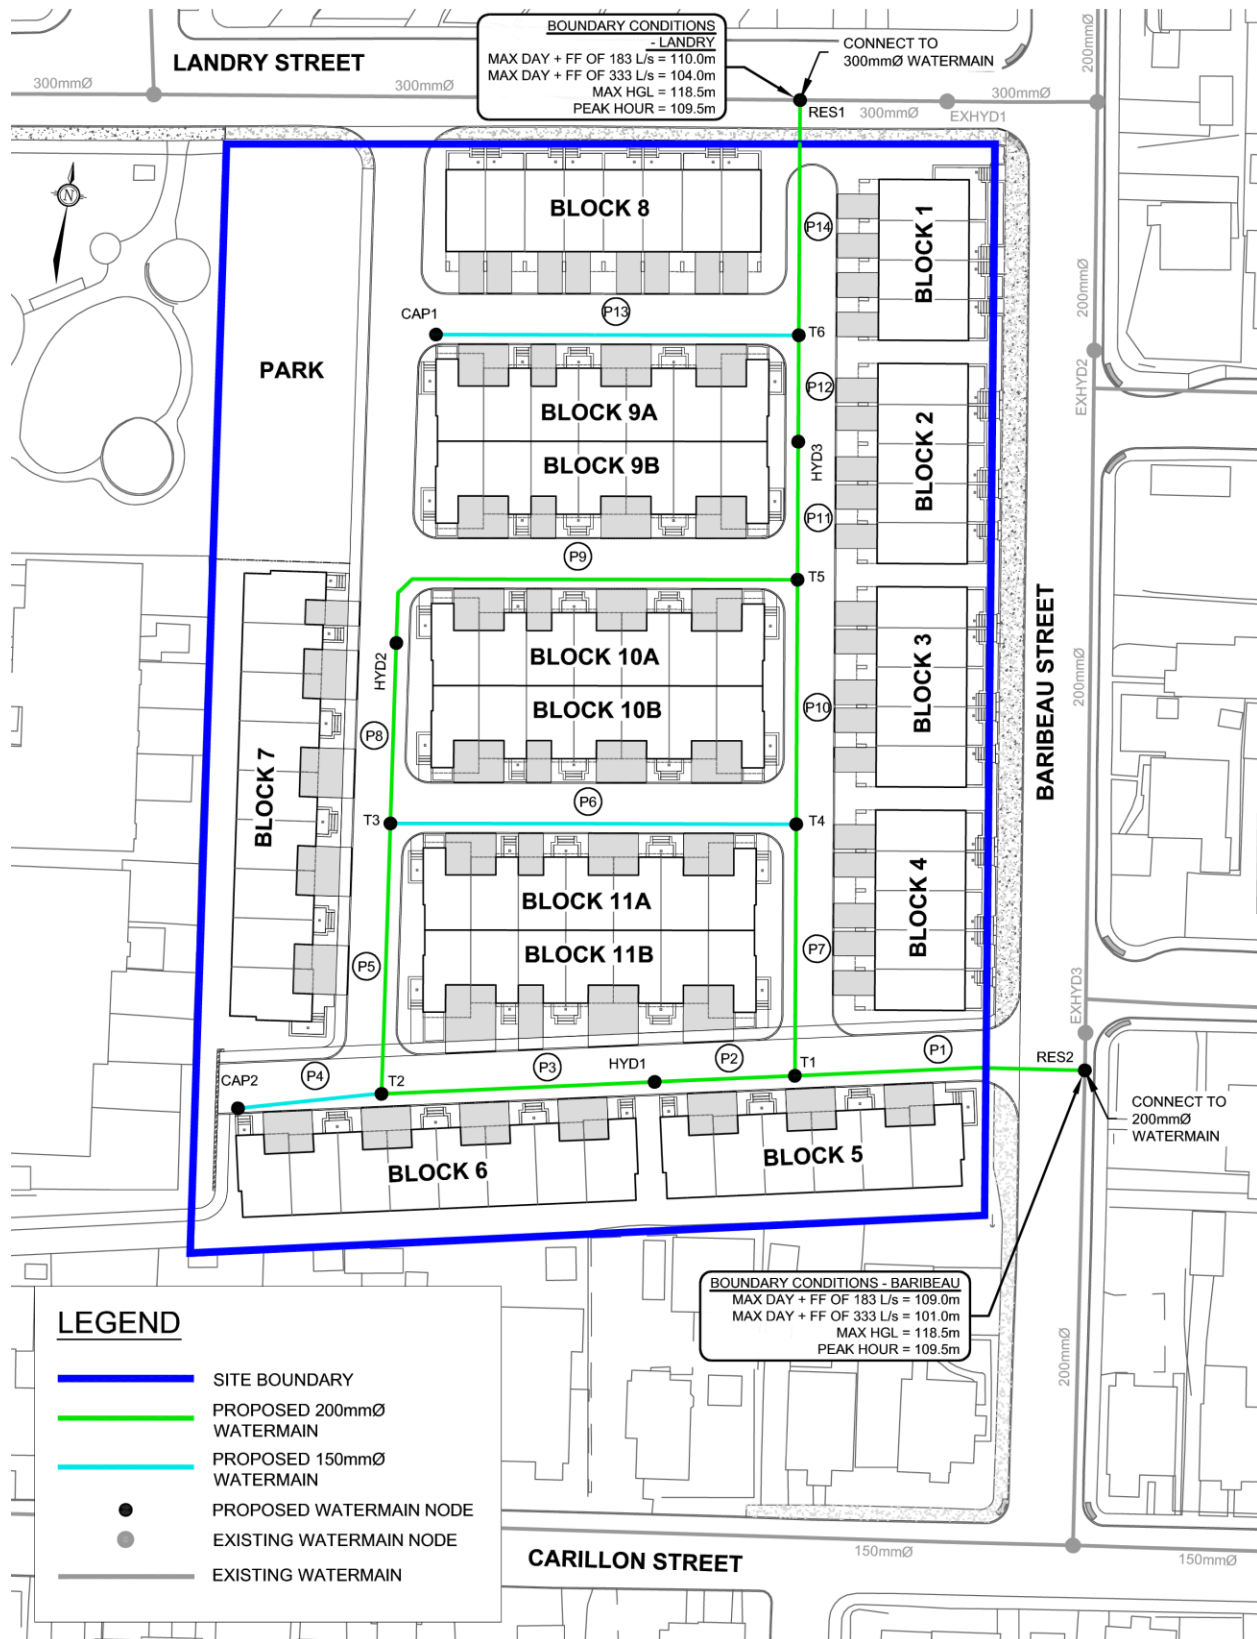 BOUNDARY CONDITIONS
- LANDRY
MAX DAY + FF OF 183 L/s = 110.0m
MAX DAY + FF OF 333 L/s = 104.0m
MAX HGL = 118.5m
PEAK HOUR = 109.5m
CONNECT TO
300mmØ WATERMAIN
200mmØ
LANDRY STREET
300mmØ
300mmØ
300mmØ
RES1
300mmØ
EXHYD1
N
BLOCK 8
P14
BLOCK 1
200mmØ
P13
CAP1
T6
EXHYD2
PARK
P12
BLOCK 9A
BLOCK 9B
HYD3
BLOCK 2
P11
P9
T5
BARIBEAU STREET
HYD2
BLOCK 10A
BLOCK 10B
BLOCK 3
200mmØ
P8
P10
BLOCK 7
P6
T3
T4
BLOCK 11A
BLOCK 11B
BLOCK 4
P5
P7
EXHYD3
P4
P3
HYD1
P2
P1
RES2
CAP2
T2
T1
CONNECT TO
200mmØ
WATERMAIN
BLOCK 6
BLOCK 5
BOUNDARY CONDITIONS - BARIBEAU
MAX DAY + FF OF 183 L/s = 109.0m
MAX DAY + FF OF 333 L/s = 101.0m
MAX HGL = 118.5m
PEAK HOUR = 109.5m
200mmØ
LEGEND
SITE BOUNDARY
PROPOSED 200mmØ
WATERMAIN
PROPOSED 150mmØ
WATERMAIN
PROPOSED WATERMAIN NODE
EXISTING WATERMAIN NODE
EXISTING WATERMAIN
CARILLON STREET
150mmØ
150mmØ